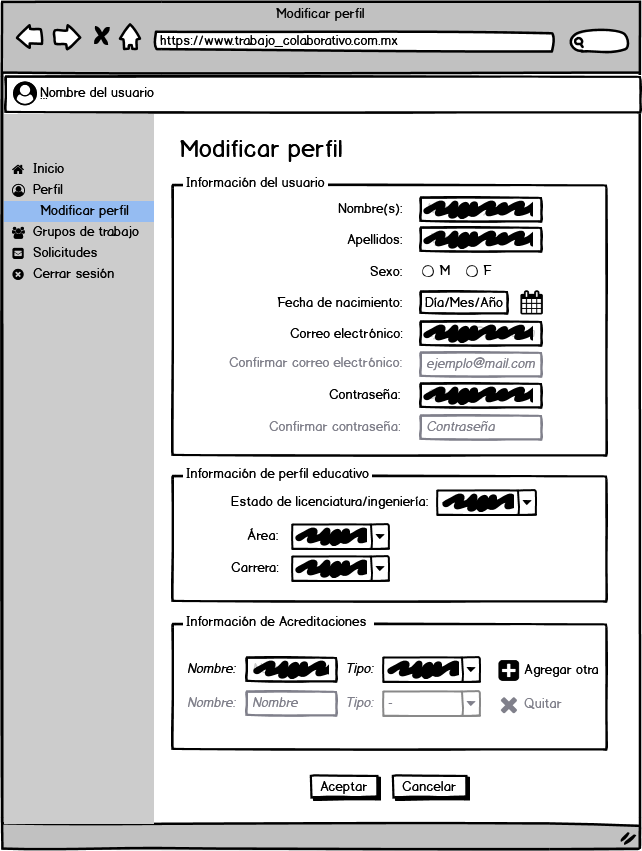 Modificar perfil
https://www.trabajo_colaborativo.com.mx
Nombre del usuario
Inicio
Perfil
Modificar perfil
Grupos de trabajo
Solicitudes
Cerrar sesión
Modificar perfil
Información del usuario
Nombre(s):
Apellidos:
Sexo: M F
Fecha de nacimiento: Día/Mes/Año
Correo electrónico:
Confirmar correo electrónico: ejemplo@mail.com
Contraseña:
Confirmar contraseña: Contraseña
Información de perfil educativo
Estado de licenciatura/ingeniería:
Área:
Carrera:
Información de Acreditaciones
Nombre: Tipo: Agregar otra
Nombre: Nombre Tipo: - Quitar
Aceptar Cancelar